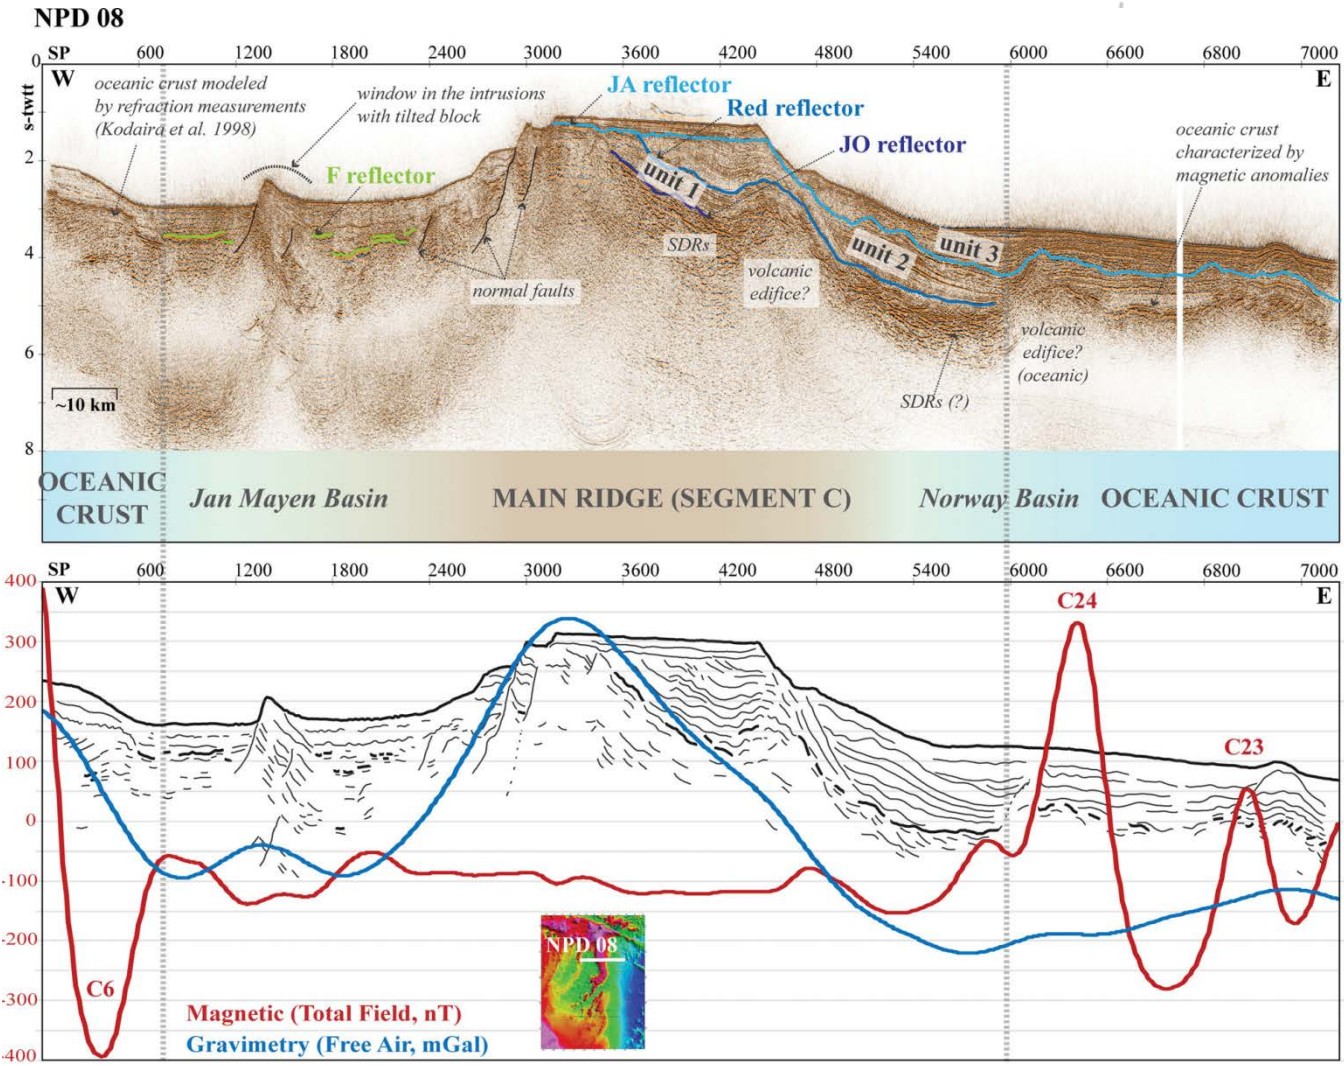 NPD 08
SP 600 1200 1800 2400 3000 3600 4200 4800 5400 6000 6600 6800 7000
0
W
E
s-twtt
2
4
6
8
oceanic crust modeled
by refraction measurements
(Kodaira et al. 1998)
window in the intrusions
with tilted block
JA reflector
Red reflector
JO reflector
F reflector
oceanic crust
characterized by
magnetic anomalies
unit 1
unit 2
unit 3
SDRs
volcanic
edifice?
normal faults
volcanic
edifice?
(oceanic)
SDRs (?)
~10 km
OCEANIC
CRUST
Jan Mayen Basin
MAIN RIDGE (SEGMENT C)
Norway Basin
OCEANIC CRUST
SP 600 1200 1800 2400 3000 3600 4200 4800 5400 6000 6600 6800 7000
W
E
400
300
200
100
0
-100
-200
-300
-400
C24
C23
C6
NPD 08
Magnetic (Total Field, nT)
Gravimetry (Free Air, mGal)